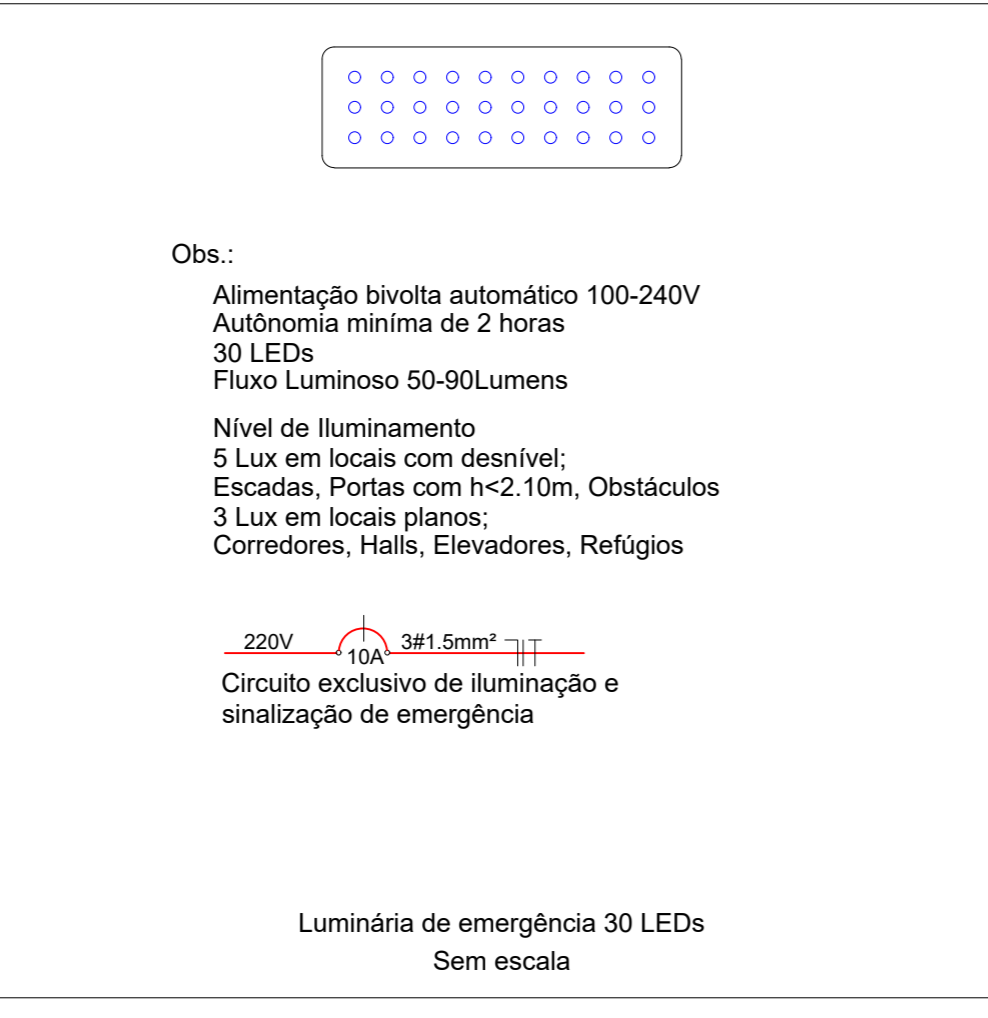 Obs.:
Alimentação bivolta automático 100-240V
Autônomia miníma de 2 horas
30 LEDs
Fluxo Luminoso 50-90Lumens
Nível de Iluminamento
5 Lux em locais com desnível;
Escadas, Portas com h<2.10m, Obstáculos
3 Lux em locais planos;
Corredores, Halls, Elevadores, Refúgios
220V 10A 3#1.5mm²
Circuito exclusivo de iluminação e
sinalização de emergência
Luminária de emergência 30 LEDs
Sem escala